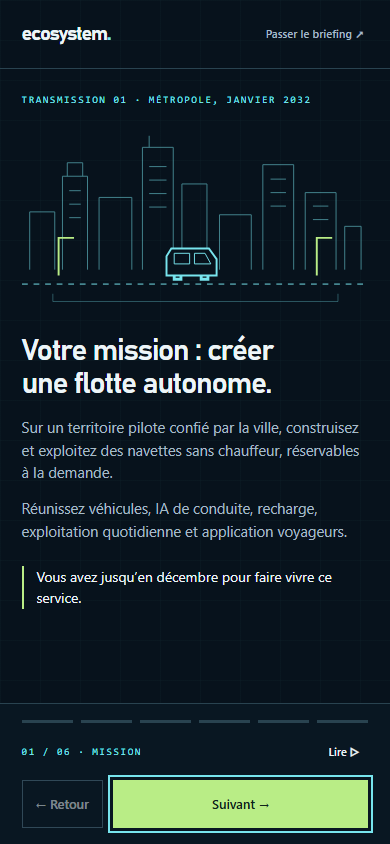 ecosystem.
Passer le briefing ↗
TRANSMISSION 01 · MÉTROPOLE, JANVIER 2032
Votre mission : créer
une flotte autonome.
Sur un territoire pilote confié par la ville, construisez
et exploitez des navettes sans chauffeur, réservables
à la demande.
Réunissez véhicules, IA de conduite, recharge,
exploitation quotidienne et application voyageurs.
Vous avez jusqu’en décembre pour faire vivre ce
service.
01 / 06 · MISSION
Lire ▷
← Retour
Suivant →